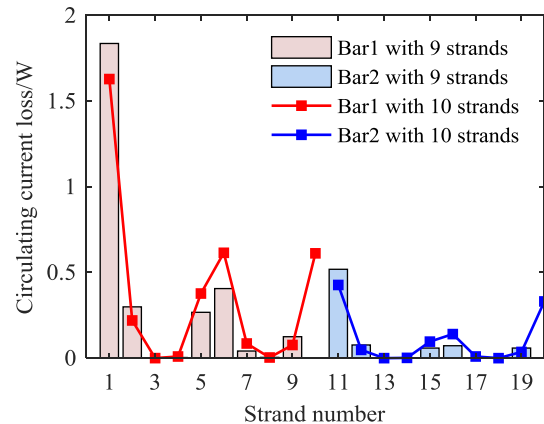 Circulating current loss/W
2
1.5
1
0.5
0
Bar1 with 9 strands
Bar2 with 9 strands
Bar1 with 10 strands
Bar2 with 10 strands
1 3 5 7 9 11 13 15 17 19
Strand number